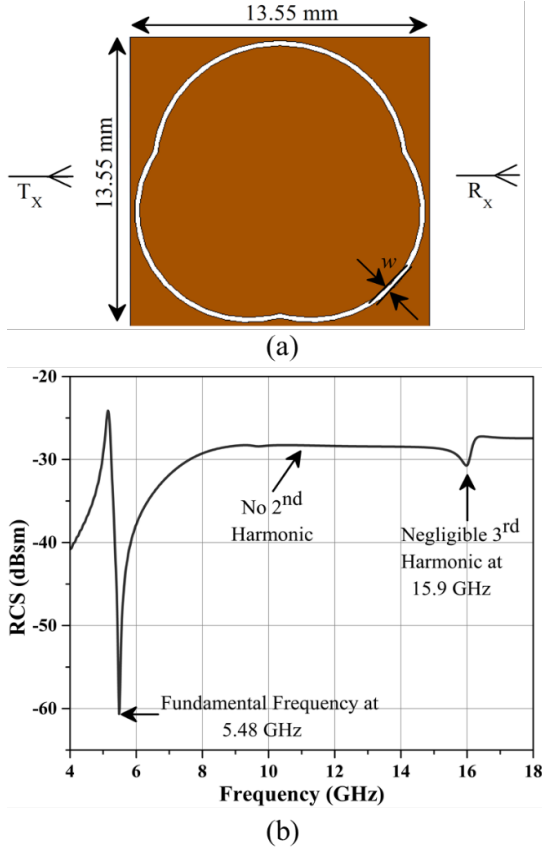 13.55 mm
13.55 mm
T_X
R_X
w
(a)
-20
-30
-40
-50
-60
RCS (dBsm)
No 2nd
Harmonic
Negligible 3rd
Harmonic at
15.9 GHz
Fundamental Frequency at
5.48 GHz
4 6 8 10 12 14 16 18
Frequency (GHz)
(b)